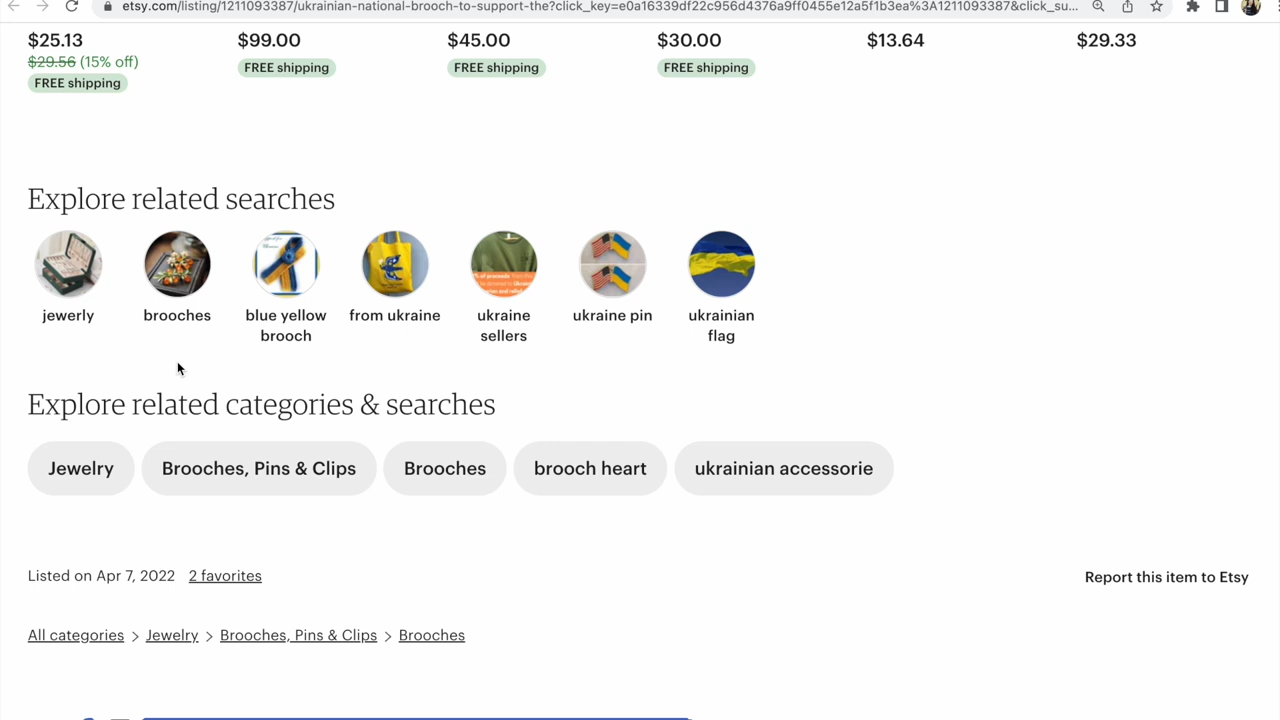 etsy.com/listing/1211093387/ukrainian-national-brooch-to-support-the?click_key=e0a16339df22c956d4376a9ff0455e12a5f1b3ea%3A1211093387&click_su...
$25.13 $99.00 $45.00 $30.00 $13.64 $29.33
$29.56 (15% off) FREE shipping FREE shipping FREE shipping
FREE shipping
Explore related searches
jewerly brooches blue yellow brooch from ukraine ukraine sellers ukraine pin ukrainian flag
Explore related categories & searches
Jewelry Brooches, Pins & Clips Brooches brooch heart ukrainian accessorie
Listed on Apr 7, 2022 2 favorites Report this item to Etsy
All categories > Jewelry > Brooches, Pins & Clips > Brooches